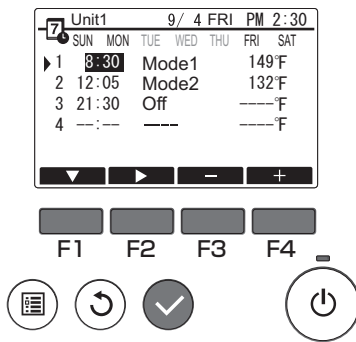 7 Unit1 9/ 4 FRI PM 2:30
SUN MON TUE WED THU FRI SAT
1 8:30 Mode1 149°F
2 12:05 Mode2 132°F
3 21:30 Off ----°F
4 --:-- ---- ----°F
▼ ▶ − +
F1 F2 F3 F4